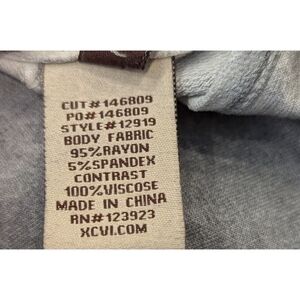 CUT# 146809
PO# 146809
STYLE# 12919
BODY FABRIC
95% RAYON
5% SPANDEX
CONTRAST
100% VISCOSE
MADE IN CHINA
RN# 123923
XCVI.COM